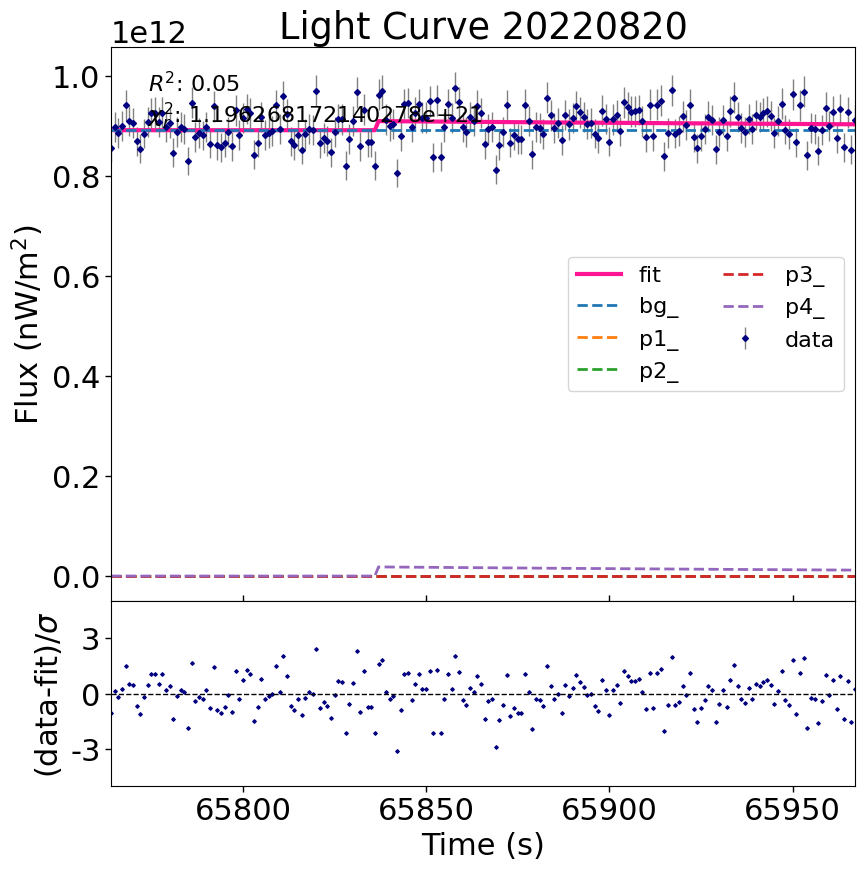 Light Curve 20220820
1e12
R²: 0.05
1.0
0.8
0.6
0.4
0.2
0.0
Flux (nW/m²)
fit
bg_
p1_
p2_
p3_
p4_
data
3
0
-3
(data-fit)/σ
65800
65850
65900
65950
Time (s)